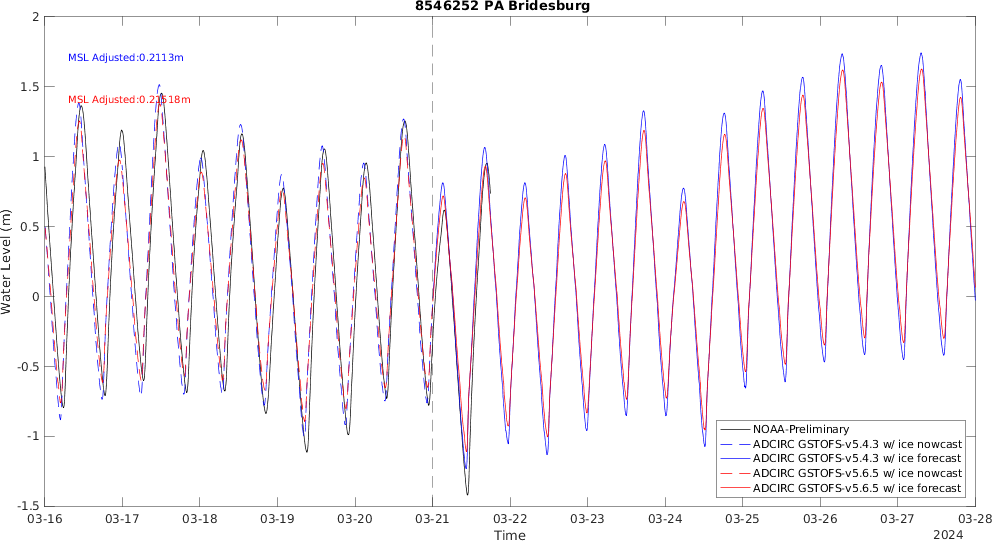 8546252 PA Bridesburg
MSL Adjusted:0.2113m
MSL Adjusted:0.21518m
Water Level (m)
2
1.5
1
0.5
0
-0.5
-1
-1.5
NOAA-Preliminary
ADCIRC GSTOFS-v5.4.3 w/ ice nowcast
ADCIRC GSTOFS-v5.4.3 w/ ice forecast
ADCIRC GSTOFS-v5.6.5 w/ ice nowcast
ADCIRC GSTOFS-v5.6.5 w/ ice forecast
03-16 03-17 03-18 03-19 03-20 03-21 03-22 03-23 03-24 03-25 03-26 03-27 03-28
Time
2024